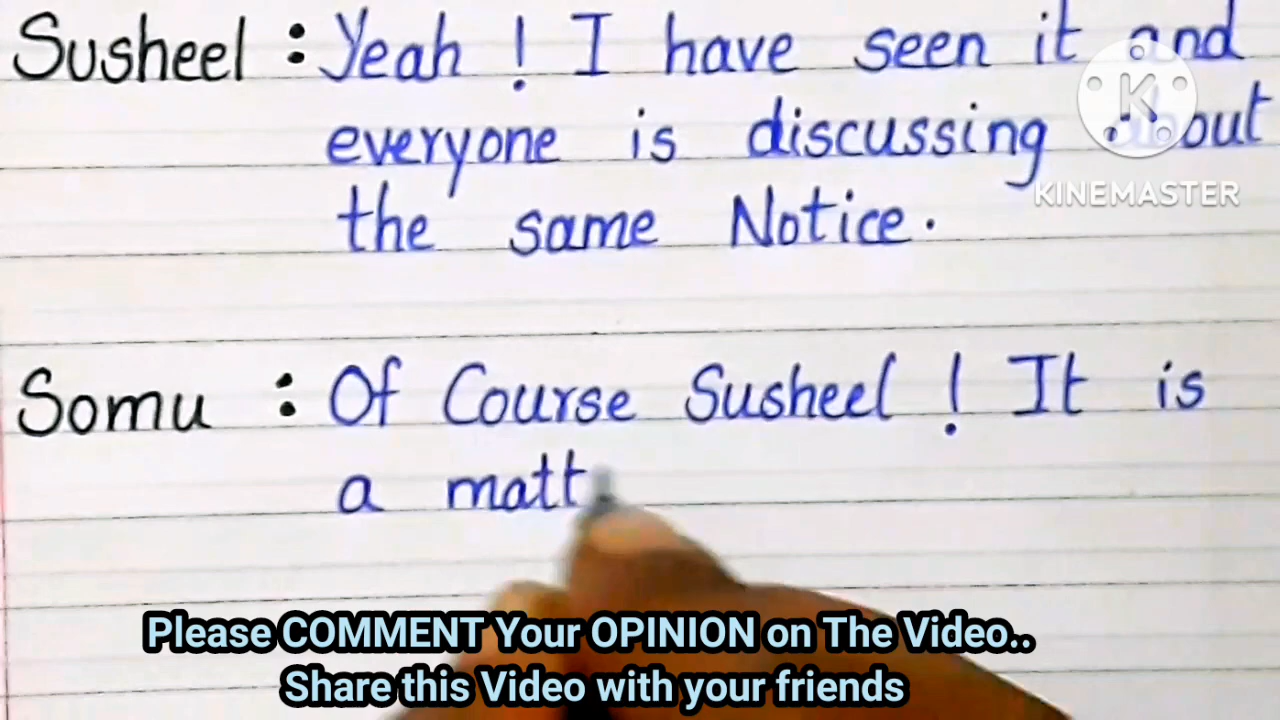 Susheel : Yeah ! I have seen it and
everyone is discussing about
the same Notice.
KINEMASTER
Somu : Of Course Susheel ! It is
a matt
Please COMMENT Your OPINION on The Video..
Share this Video with your friends